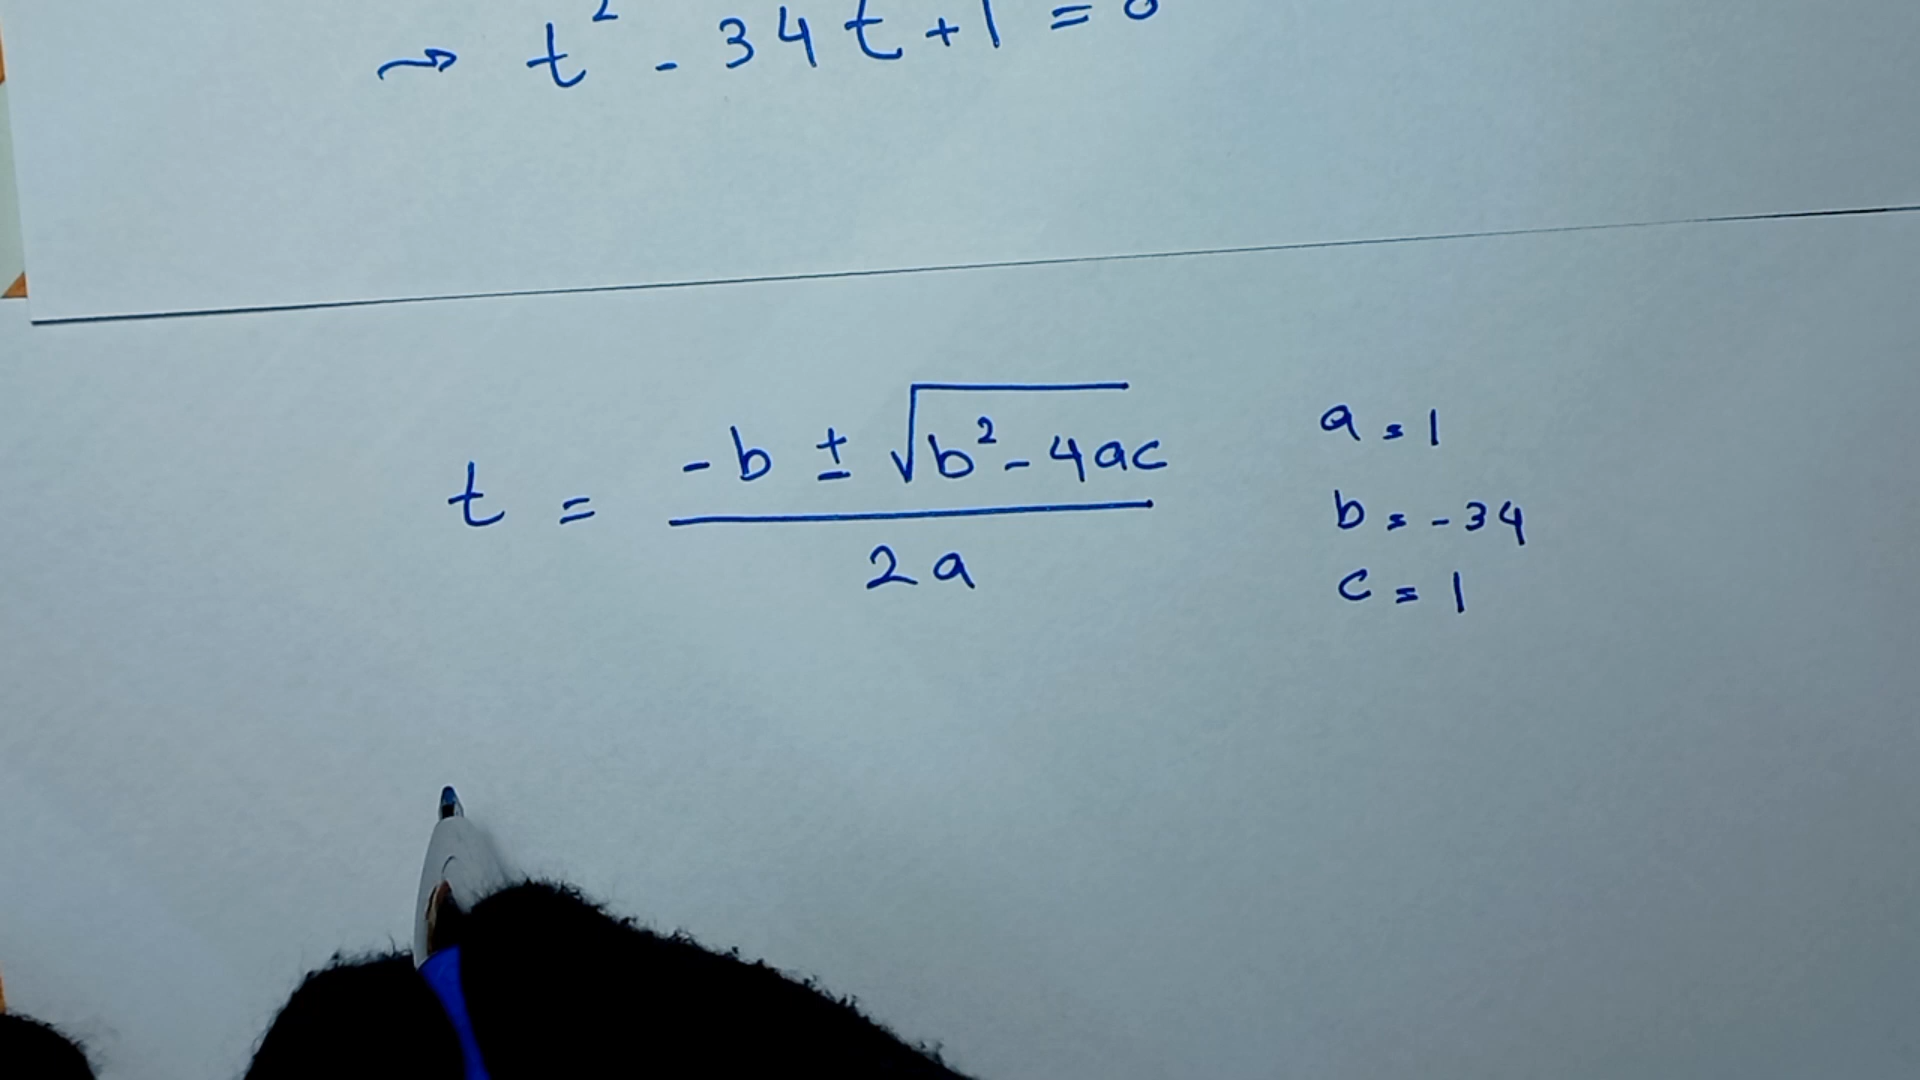 ⇝ t² - 34t + 1 = 0
t = (-b ± √(b² - 4ac)) / 2a
a = 1
b = -34
c = 1